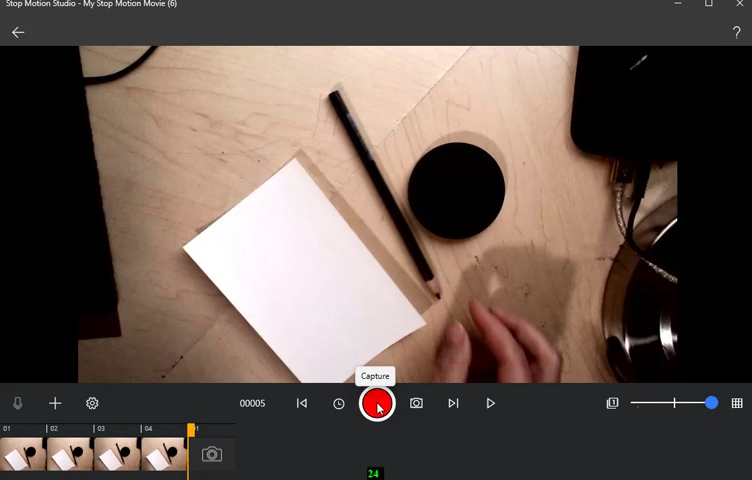 Stop Motion Studio - My Stop Motion Movie (6)
?
Capture
00005
01 02 03 04
24